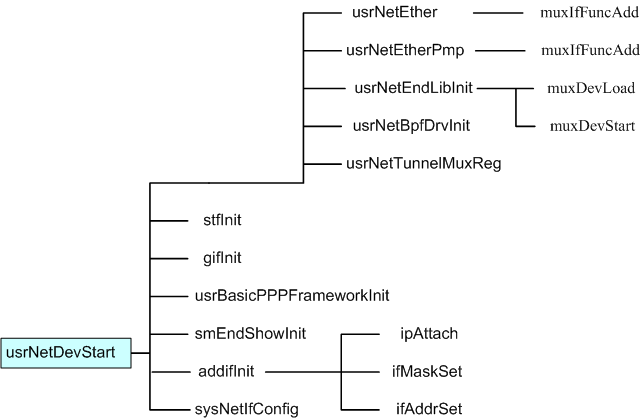 usrNetEther muxIfFuncAdd
usrNetEtherPmp muxIfFuncAdd
usrNetEndLibInit muxDevLoad
usrNetBpfDrvInit muxDevStart
usrNetTunnelMuxReg
stfInit
gifInit
usrBasicPPPFrameworkInit
smEndShowInit ipAttach
usrNetDevStart
addifInit ifMaskSet
sysNetIfConfig ifAddrSet